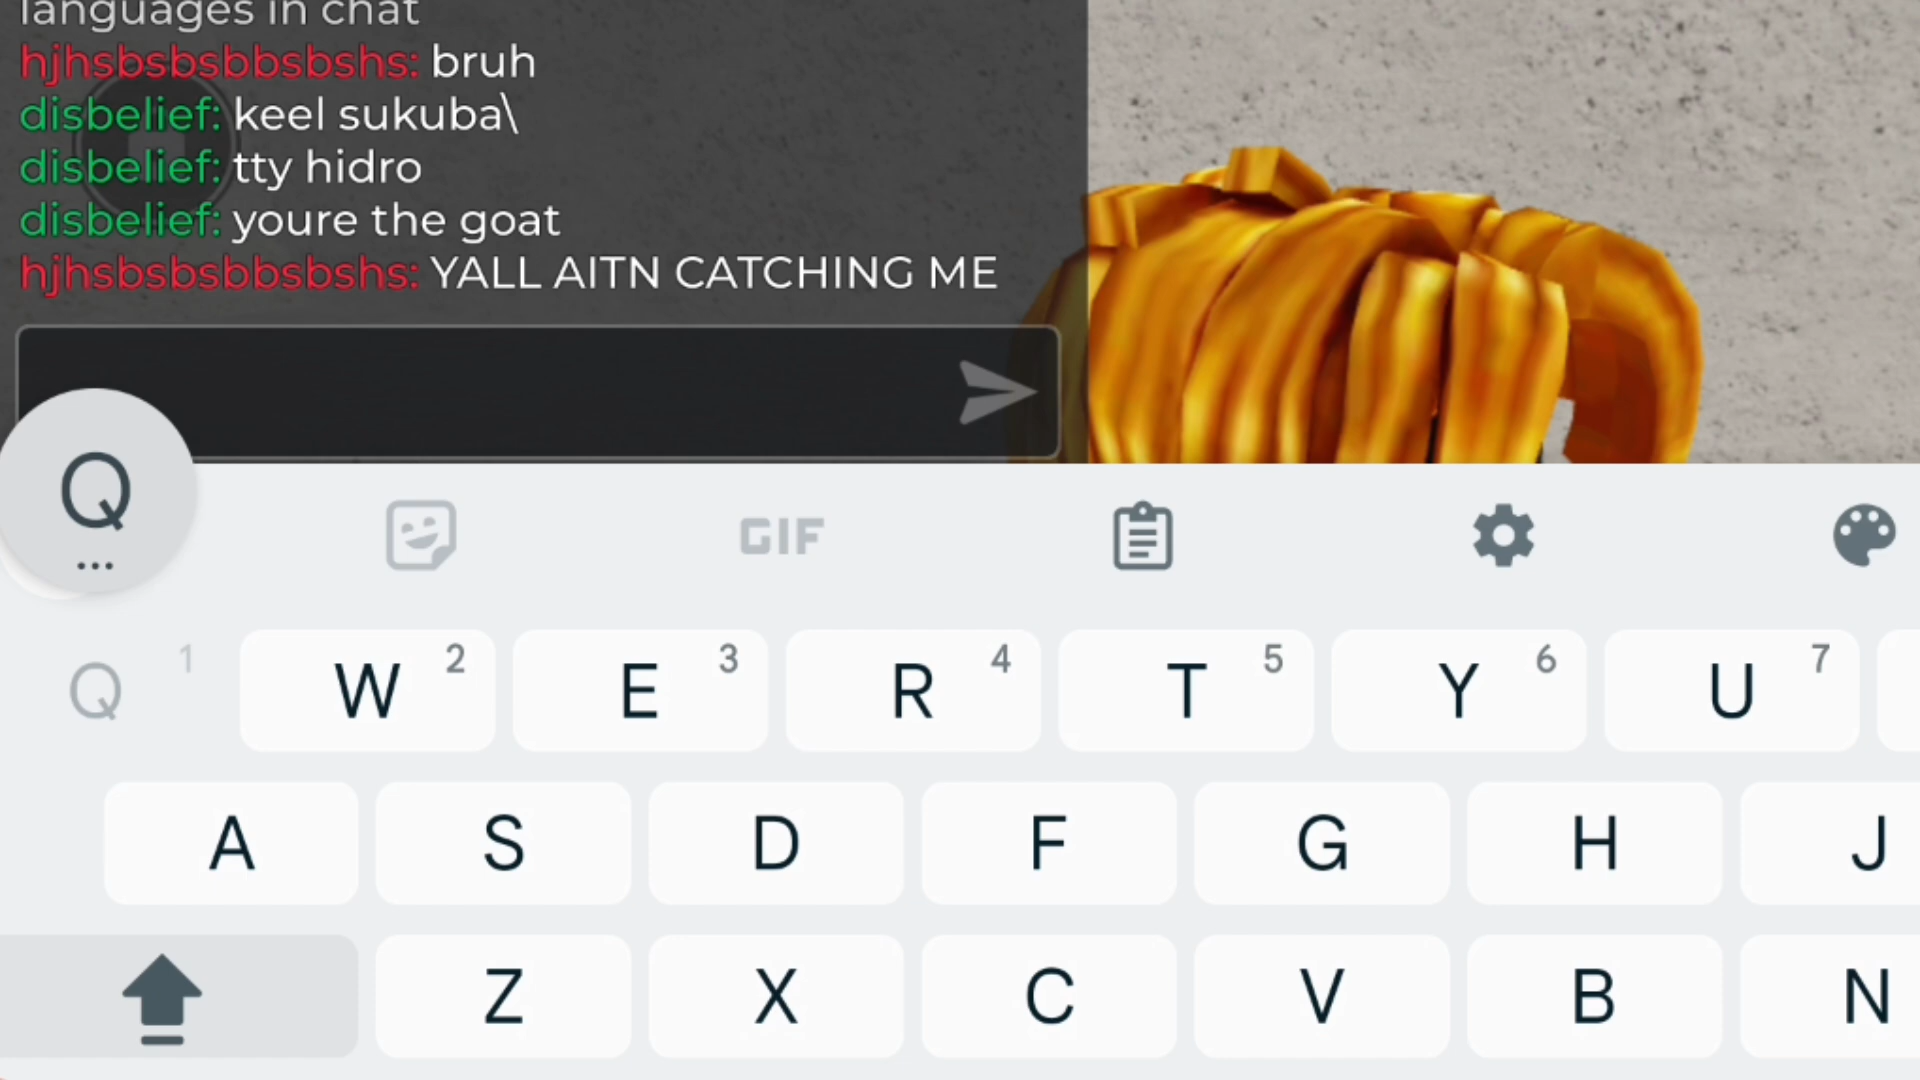 languages in chat
hjhsbsbsbbsbshs: bruh
disbelief: keel sukuba\
disbelief: tty hidro
disbelief: youre the goat
hjhsbsbsbbsbshs: YALL AITN CATCHING ME
Q
...
GIF
Q 1 W 2 E 3 R 4 T 5 Y 6 U 7
A S D F G H J
Z X C V B N